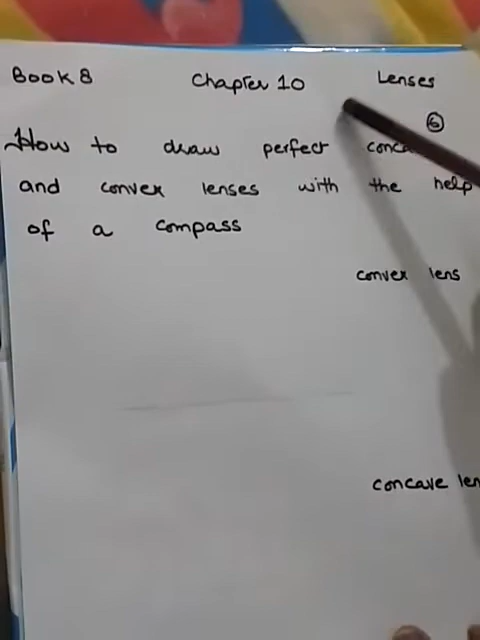 Book 8 Chapter 10 Lenses
6
How to draw perfect
and convex lenses with the help
of a compass
convex lens
concave